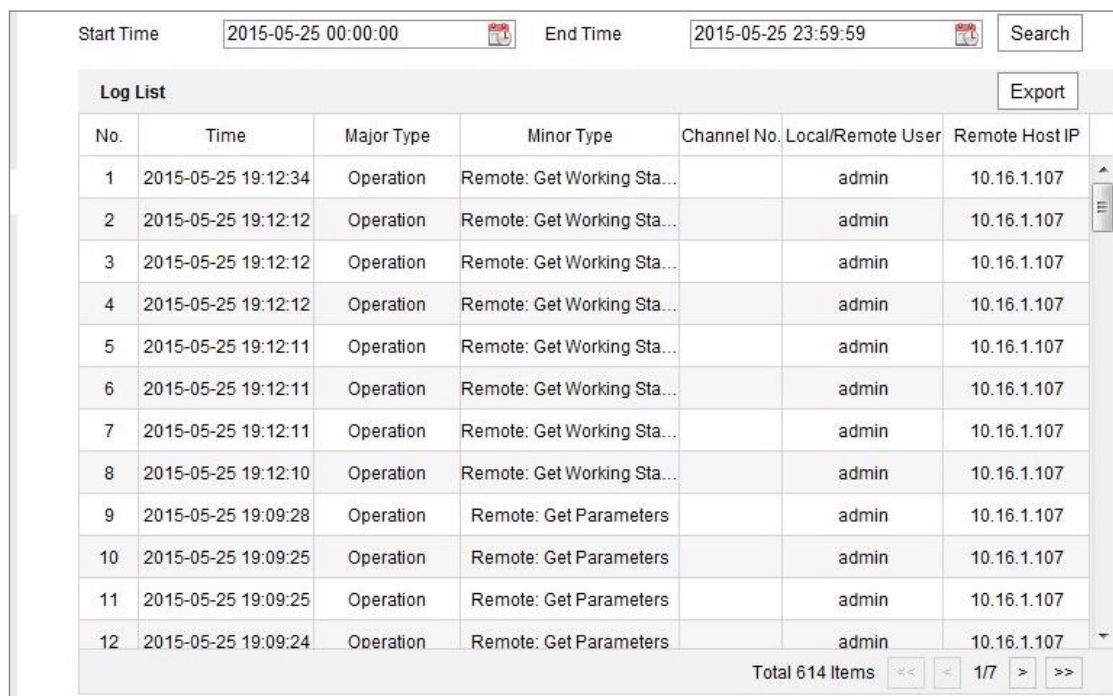 Start Time 2015-05-25 00:00:00 End Time 2015-05-25 23:59:59 Search
Log List Export
No. Time Major Type Minor Type Channel No. Local/Remote User Remote Host IP
1 2015-05-25 19:12:34 Operation Remote: Get Working Sta... admin 10.16.1.107
2 2015-05-25 19:12:12 Operation Remote: Get Working Sta... admin 10.16.1.107
3 2015-05-25 19:12:12 Operation Remote: Get Working Sta... admin 10.16.1.107
4 2015-05-25 19:12:12 Operation Remote: Get Working Sta... admin 10.16.1.107
5 2015-05-25 19:12:11 Operation Remote: Get Working Sta... admin 10.16.1.107
6 2015-05-25 19:12:11 Operation Remote: Get Working Sta... admin 10.16.1.107
7 2015-05-25 19:12:11 Operation Remote: Get Working Sta... admin 10.16.1.107
8 2015-05-25 19:12:10 Operation Remote: Get Working Sta... admin 10.16.1.107
9 2015-05-25 19:09:28 Operation Remote: Get Parameters admin 10.16.1.107
10 2015-05-25 19:09:25 Operation Remote: Get Parameters admin 10.16.1.107
11 2015-05-25 19:09:25 Operation Remote: Get Parameters admin 10.16.1.107
12 2015-05-25 19:09:24 Operation Remote: Get Parameters admin 10.16.1.107
Total 614 Items << < 1/7 > >>